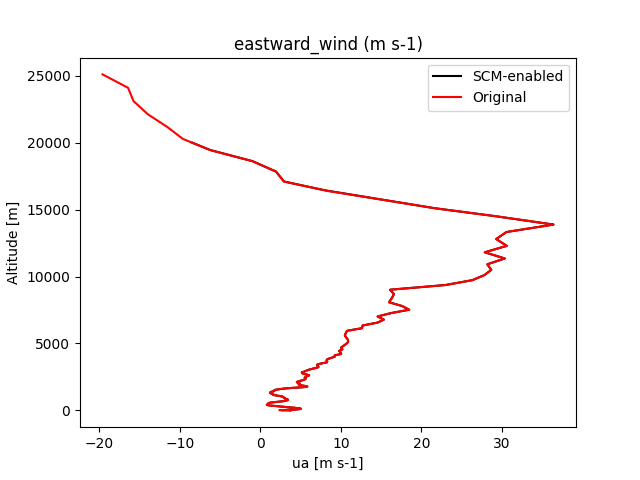 eastward_wind (m s-1)
SCM-enabled
Original
25000
20000
15000
10000
5000
0
Altitude [m]
−20
−10
0
10
20
30
ua [m s-1]